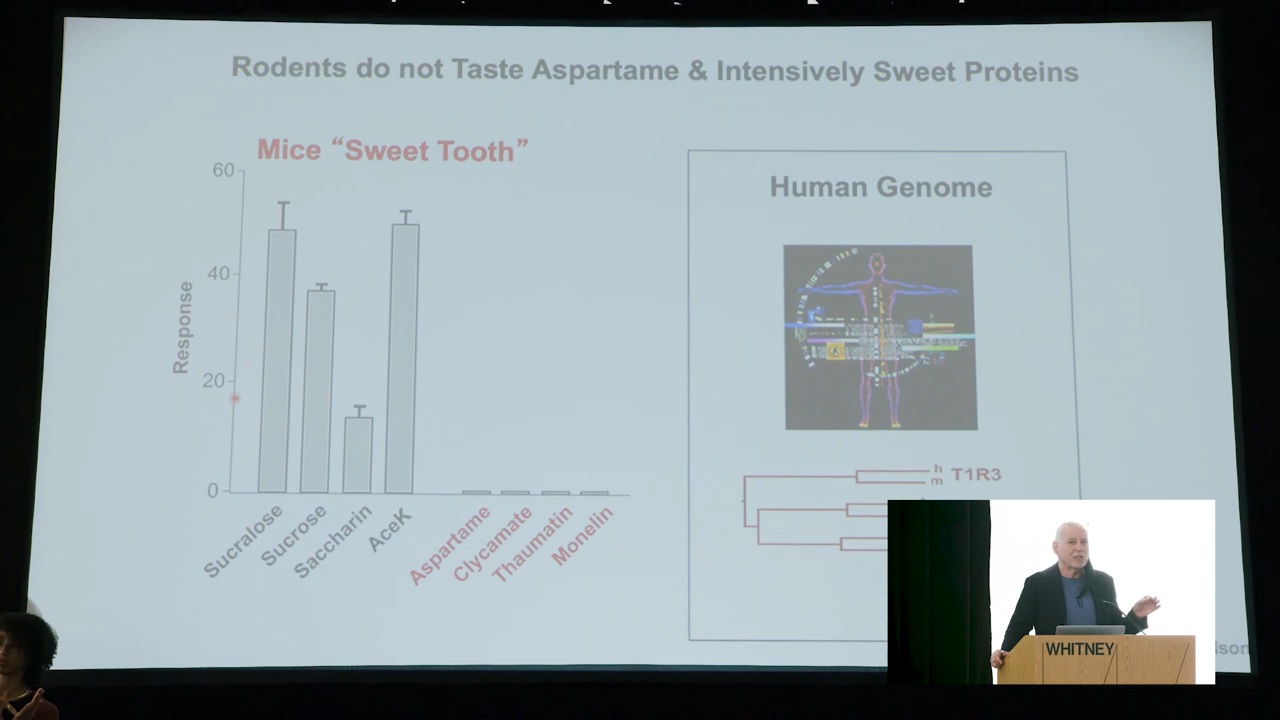 Rodents do not Taste Aspartame & Intensively Sweet Proteins
Mice “Sweet Tooth”
60
40
20
0
Response
Sucralose
Sucrose
Saccharin
AceK
Aspartame
Clycamate
Thaumatin
Monelin
Human Genome
h
m
T1R3
WHITNEY